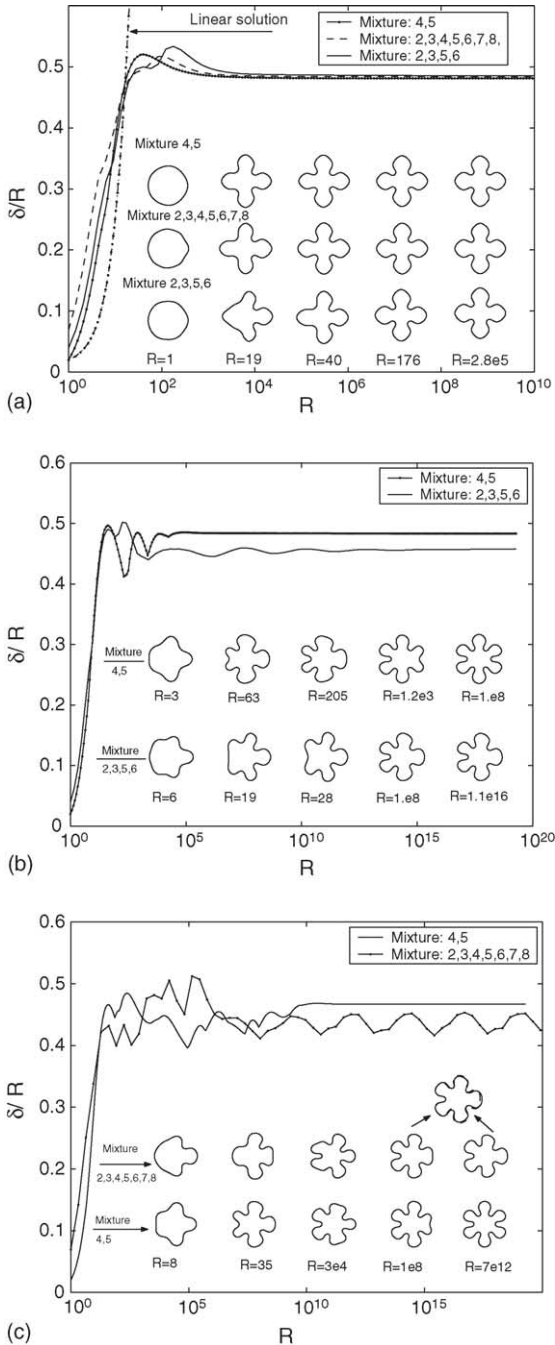 Linear solution
Mixture: 4,5
Mixture: 2,3,4,5,6,7,8,
Mixture: 2,3,5,6
0.5
0.4
0.3
0.2
0.1
0
δ/R
Mixture 4,5
Mixture 2,3,4,5,6,7,8
Mixture 2,3,5,6
R=1 R=19 R=40 R=176 R=2.8e5
10^0 10^2 10^4 10^6 10^8 10^10
R
(a)
Mixture: 4,5
Mixture: 2,3,5,6
0.6
0.5
0.4
0.3
0.2
0.1
0
δ/ R
Mixture
4,5
R=3 R=63 R=205 R=1.2e3 R=1.e8
Mixture
2,3,5,6
R=6 R=19 R=28 R=1.e8 R=1.1e16
10^0 10^5 10^10 10^15 10^20
R
(b)
Mixture: 4,5
Mixture: 2,3,4,5,6,7,8
0.6
0.5
0.4
0.3
0.2
0.1
0
δ/ R
Mixture
2,3,4,5,6,7,8
Mixture
4,5
R=8 R=35 R=3e4 R=1e8 R=7e12
10^0 10^5 10^10 10^15
R
(c)